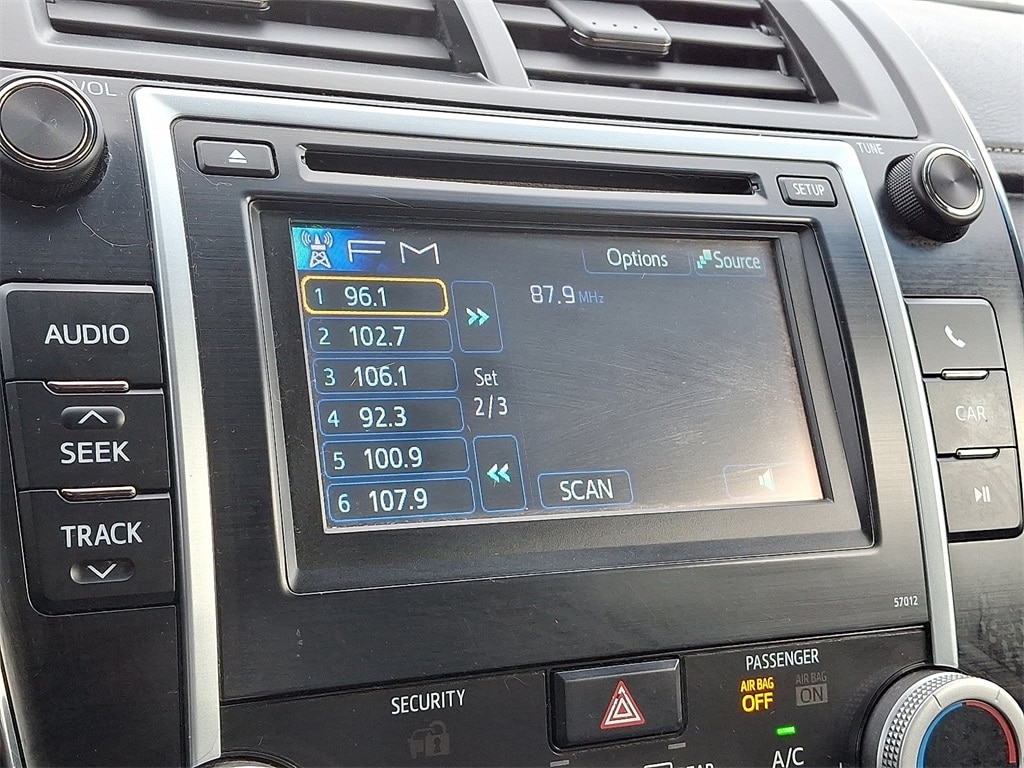 VOL
TUNE
SETUP
FM
Options
Source
1 96.1
87.9 MHz
2 102.7
3 106.1
Set
2/3
4 92.3
5 100.9
6 107.9
SCAN
AUDIO
SEEK
TRACK
CAR
57012
SECURITY
PASSENGER
AIR BAG
OFF
AIR BAG
ON
A/C